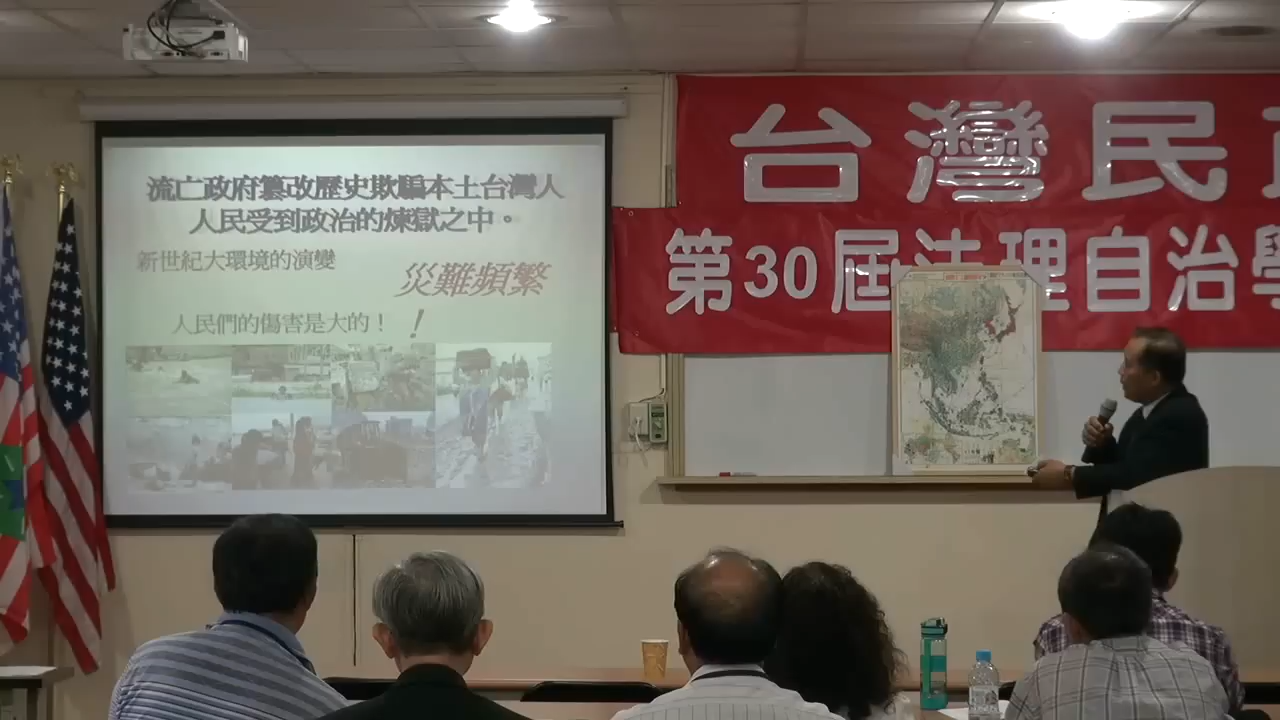 流亡政府篡改歷史欺騙本土台灣人
人民受到政治的煉獄之中。
新世紀大環境的演變
災難頻繁
人民們的傷害是大的！
！
台灣民政
第30屆法理自治學